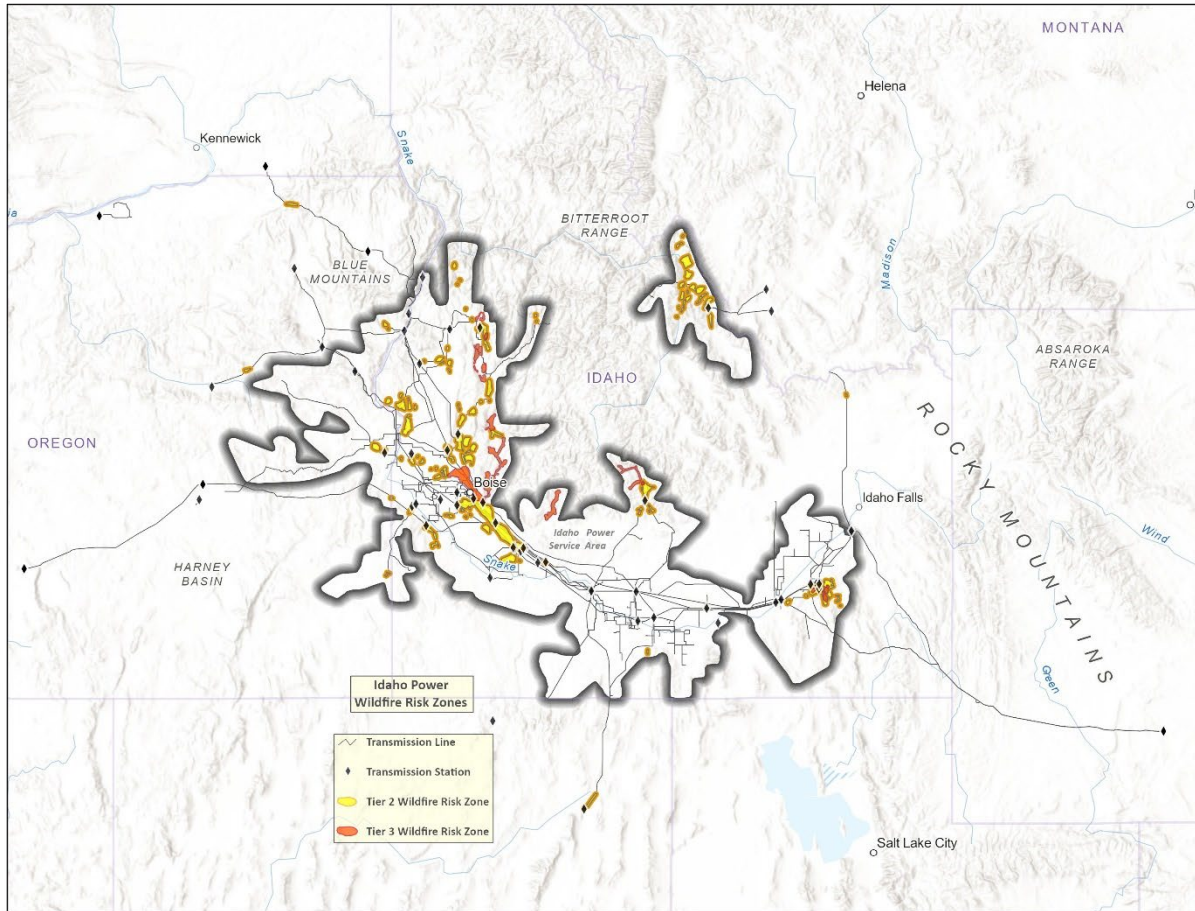 MONTANA
Helena
Kennewick
Snake
ia
BITTERROOT
RANGE
Madison
BLUE
MOUNTAINS
ABSAROKA
RANGE
IDAHO
ROCKY MOUNTAINS
OREGON
Boise
Idaho Falls
Idaho Power
Service Area
Wind
Snake
HARNEY
BASIN
Green
Idaho Power
Wildfire Risk Zones
Transmission Line
Transmission Station
Tier 2 Wildfire Risk Zone
Tier 3 Wildfire Risk Zone
Salt Lake City